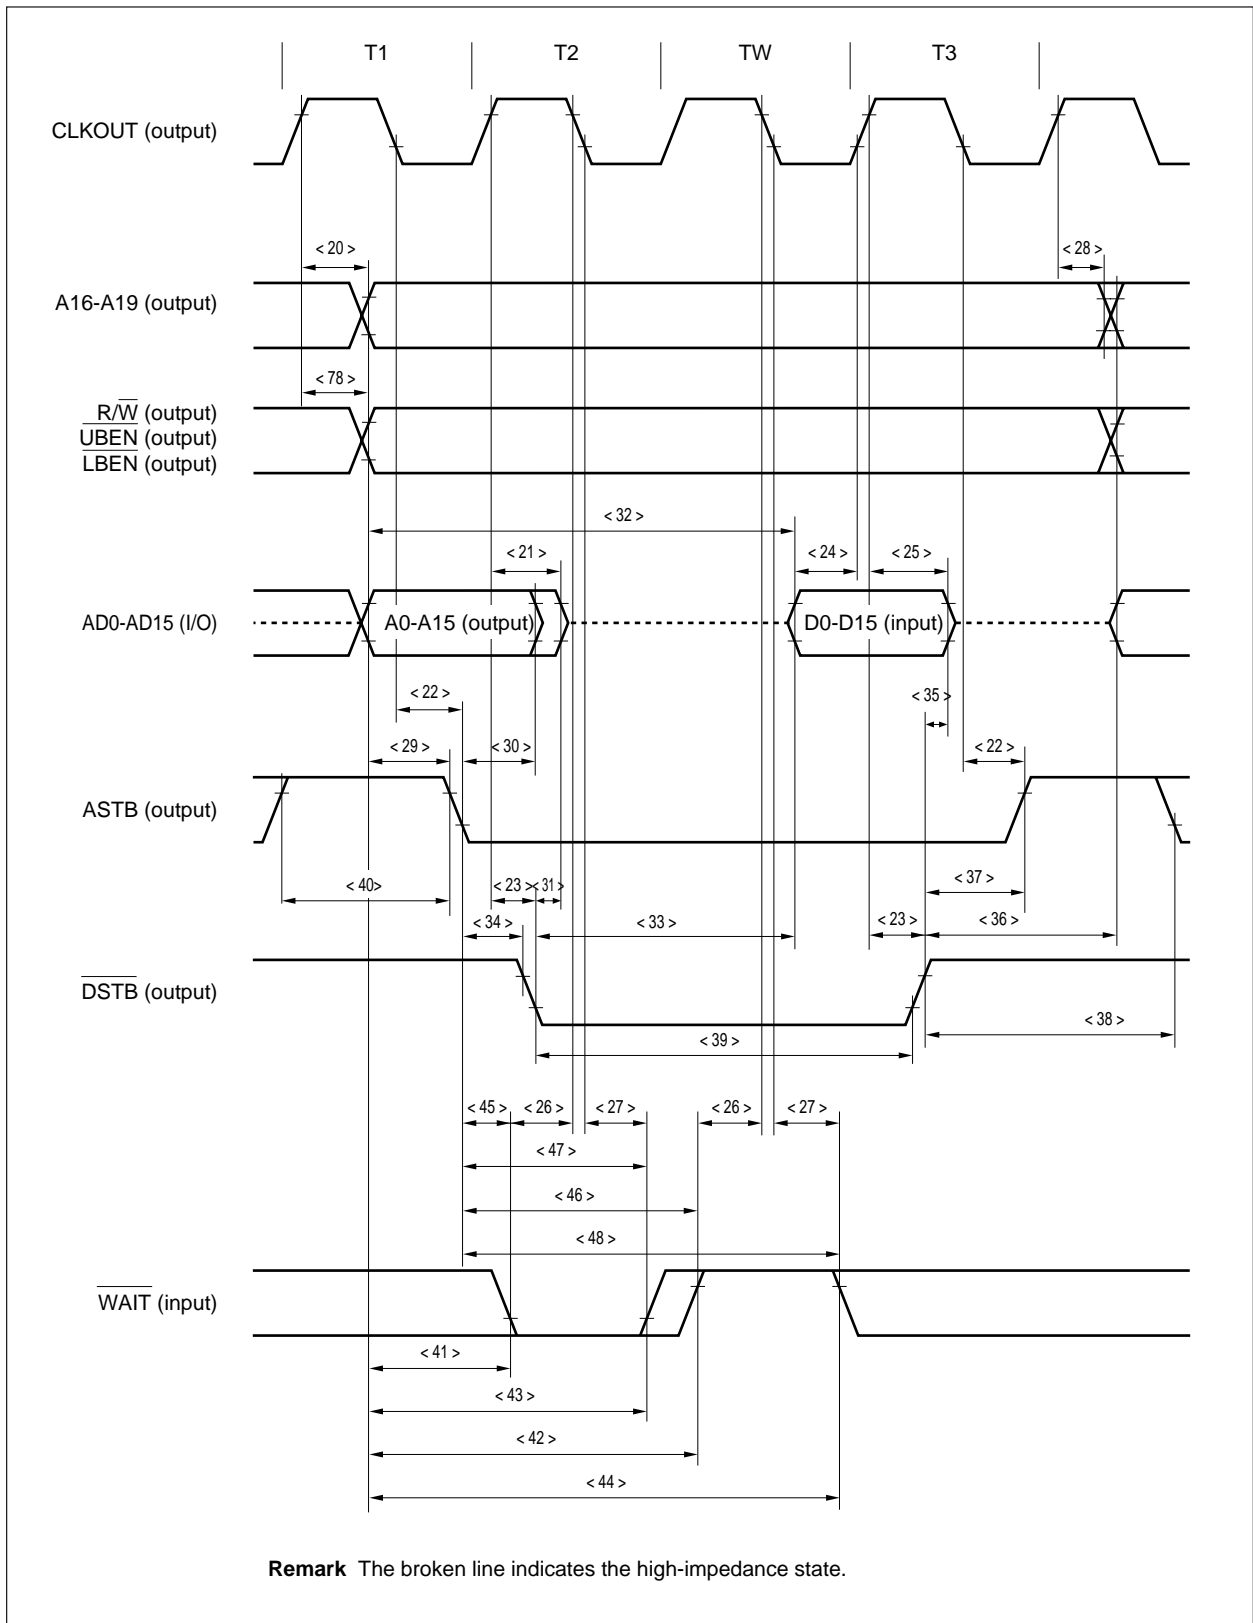 T1 T2 TW T3
CLKOUT (output)
< 20 > < 28 >
A16-A19 (output)
< 78 >
R/W (output)
UBEN (output)
LBEN (output)
< 32 >
< 21 > < 24 > < 25 >
AD0-AD15 (I/O) A0-A15 (output) D0-D15 (input)
< 22 > < 35 >
< 29 > < 30 > < 22 >
ASTB (output)
< 40> < 23 > < 31 > < 37 >
< 34 > < 33 > < 23 > < 36 >
DSTB (output)
< 38 >
< 39 >
< 45 > < 26 > < 27 > < 26 > < 27 >
< 47 >
< 46 >
< 48 >
WAIT (input)
< 41 >
< 43 >
< 42 >
< 44 >
Remark The broken line indicates the high-impedance state.